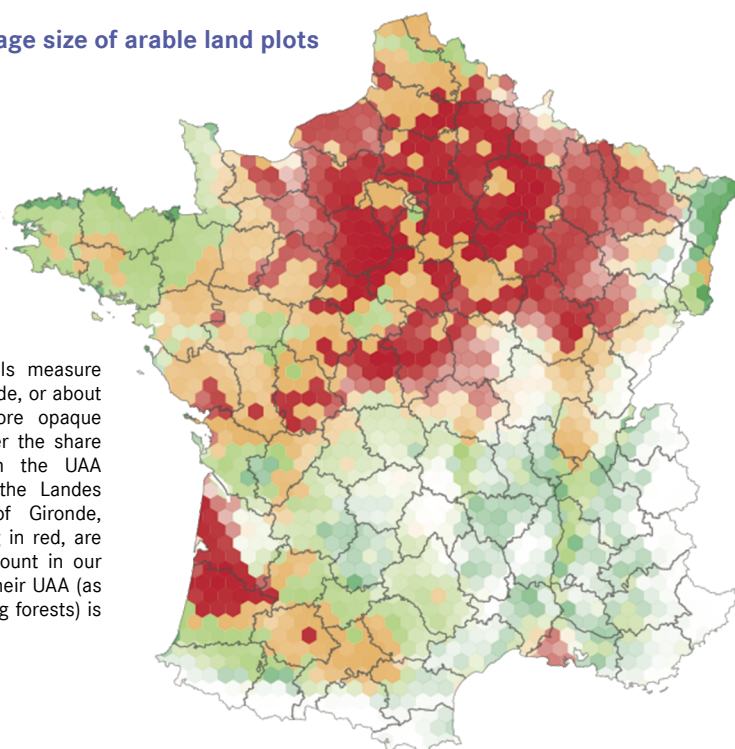 age size of arable land plots
ls measure
de, or about
ore opaque
er the share
the UAA
the Landes
of Gironde,
in red, are
ount in our
heir UAA (as
g forests) is